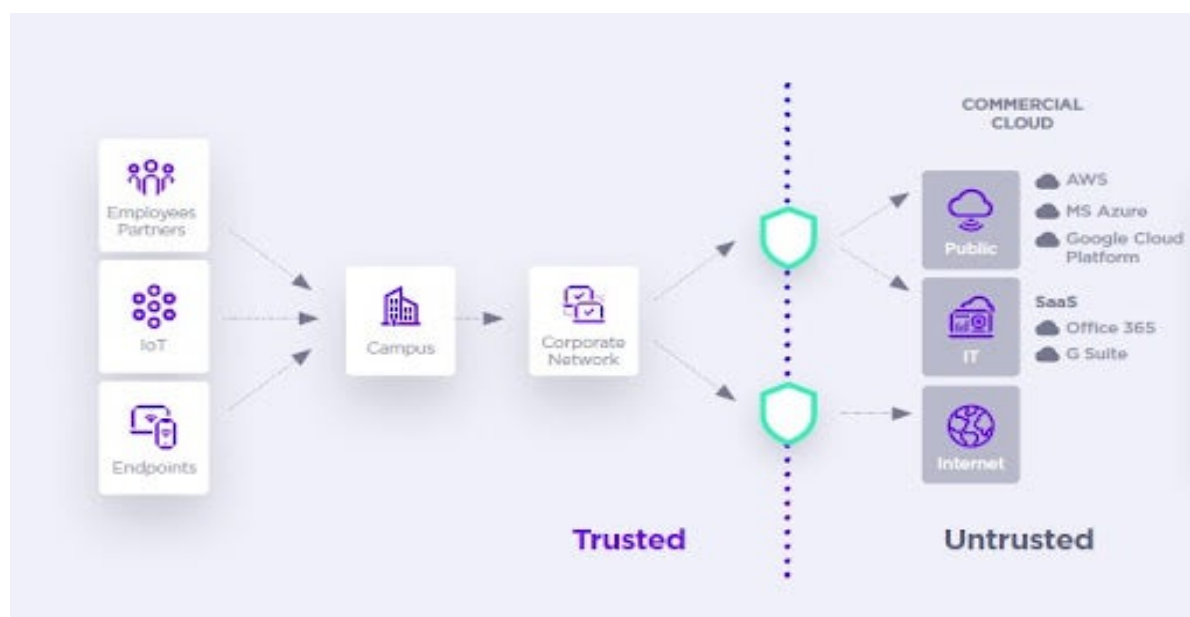 COMMERCIAL
CLOUD
Employees
Partners
IoT
Endpoints
Campus
Corporate
Network
Public
AWS
MS Azure
Google Cloud
Platform
IT
SaaS
Office 365
G Suite
Internet
Trusted
Untrusted